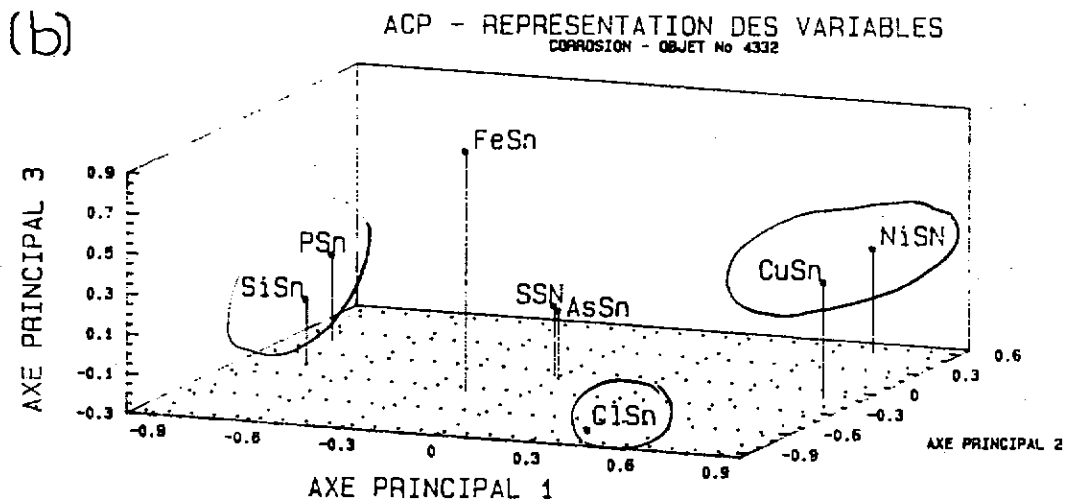 (b)
ACP - REPRESENTATION DES VARIABLES
CORROSION - OBJET No 4332
FeSn
PSn
SiSn
SSN
AsSn
NiSN
CuSn
ClSn
AXE PRINCIPAL 3
0.9
0.7
0.5
0.3
0.1
-0.1
-0.3
-0.9
-0.6
-0.3
0
0.3
0.6
0.9
AXE PRINCIPAL 1
-0.9
-0.6
-0.3
0
0.3
0.6
AXE PRINCIPAL 2